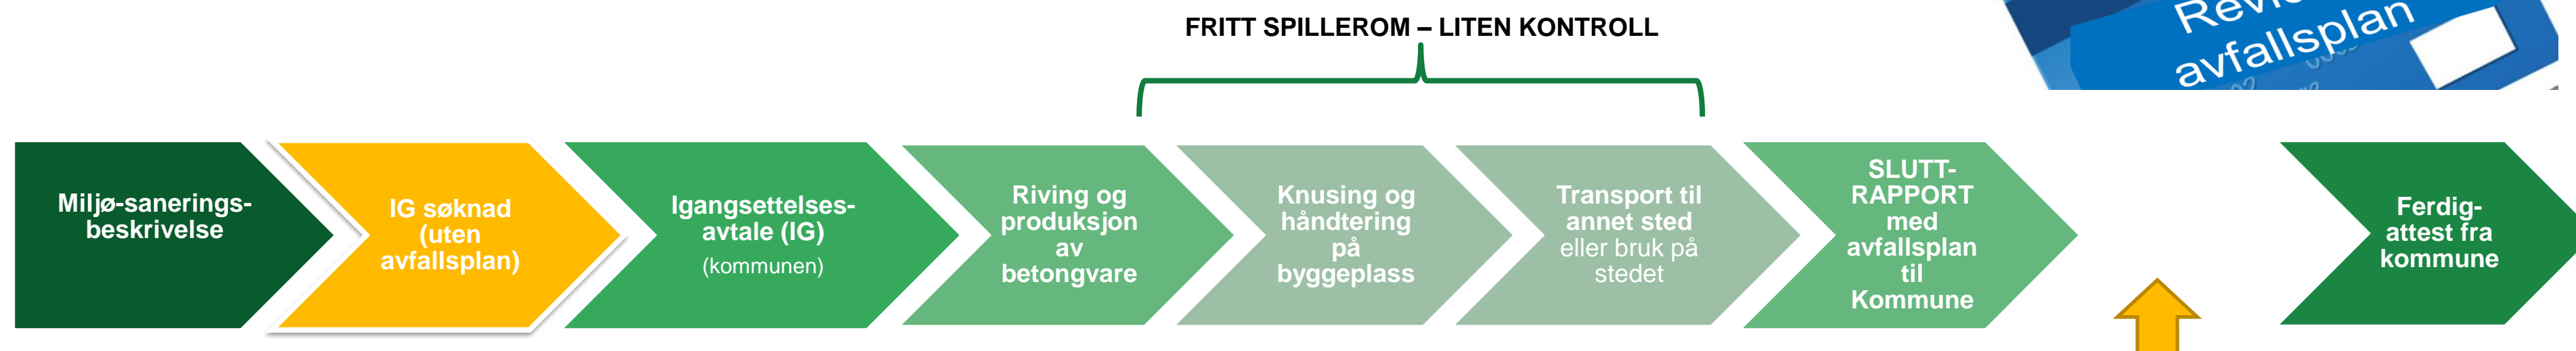 FRITT SPILLEROM – LITEN KONTROLL
avfallsplan
Miljø-sanerings-
beskrivelse
IG søknad
(uten
avfallsplan)
Igangsettelses-
avtale (IG)
(kommunen)
Riving og
produksjon
av
betongvare
Knusing og
håndtering
på
byggeplass
Transport til
annet sted
eller bruk på
stedet
SLUTT-
RAPPORT
med
avfallsplan
til
Kommune
Ferdig-
attest fra
kommune